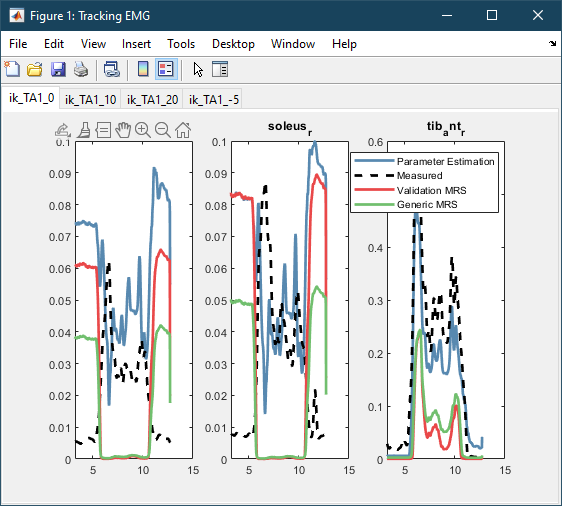 Figure 1: Tracking EMG
File Edit View Insert Tools Desktop Window Help
ik_TA1_0 ik_TA1_10 ik_TA1_20 ik_TA1_-5
soleusr
tibantr
Parameter Estimation
Measured
Validation MRS
Generic MRS
0.1
0.09
0.08
0.07
0.06
0.05
0.04
0.03
0.02
0.01
0
5 10 15
0.1
0.09
0.08
0.07
0.06
0.05
0.04
0.03
0.02
0.01
0
5 10 15
0.6
0.4
0.3
0.2
0.1
0
5 10 15